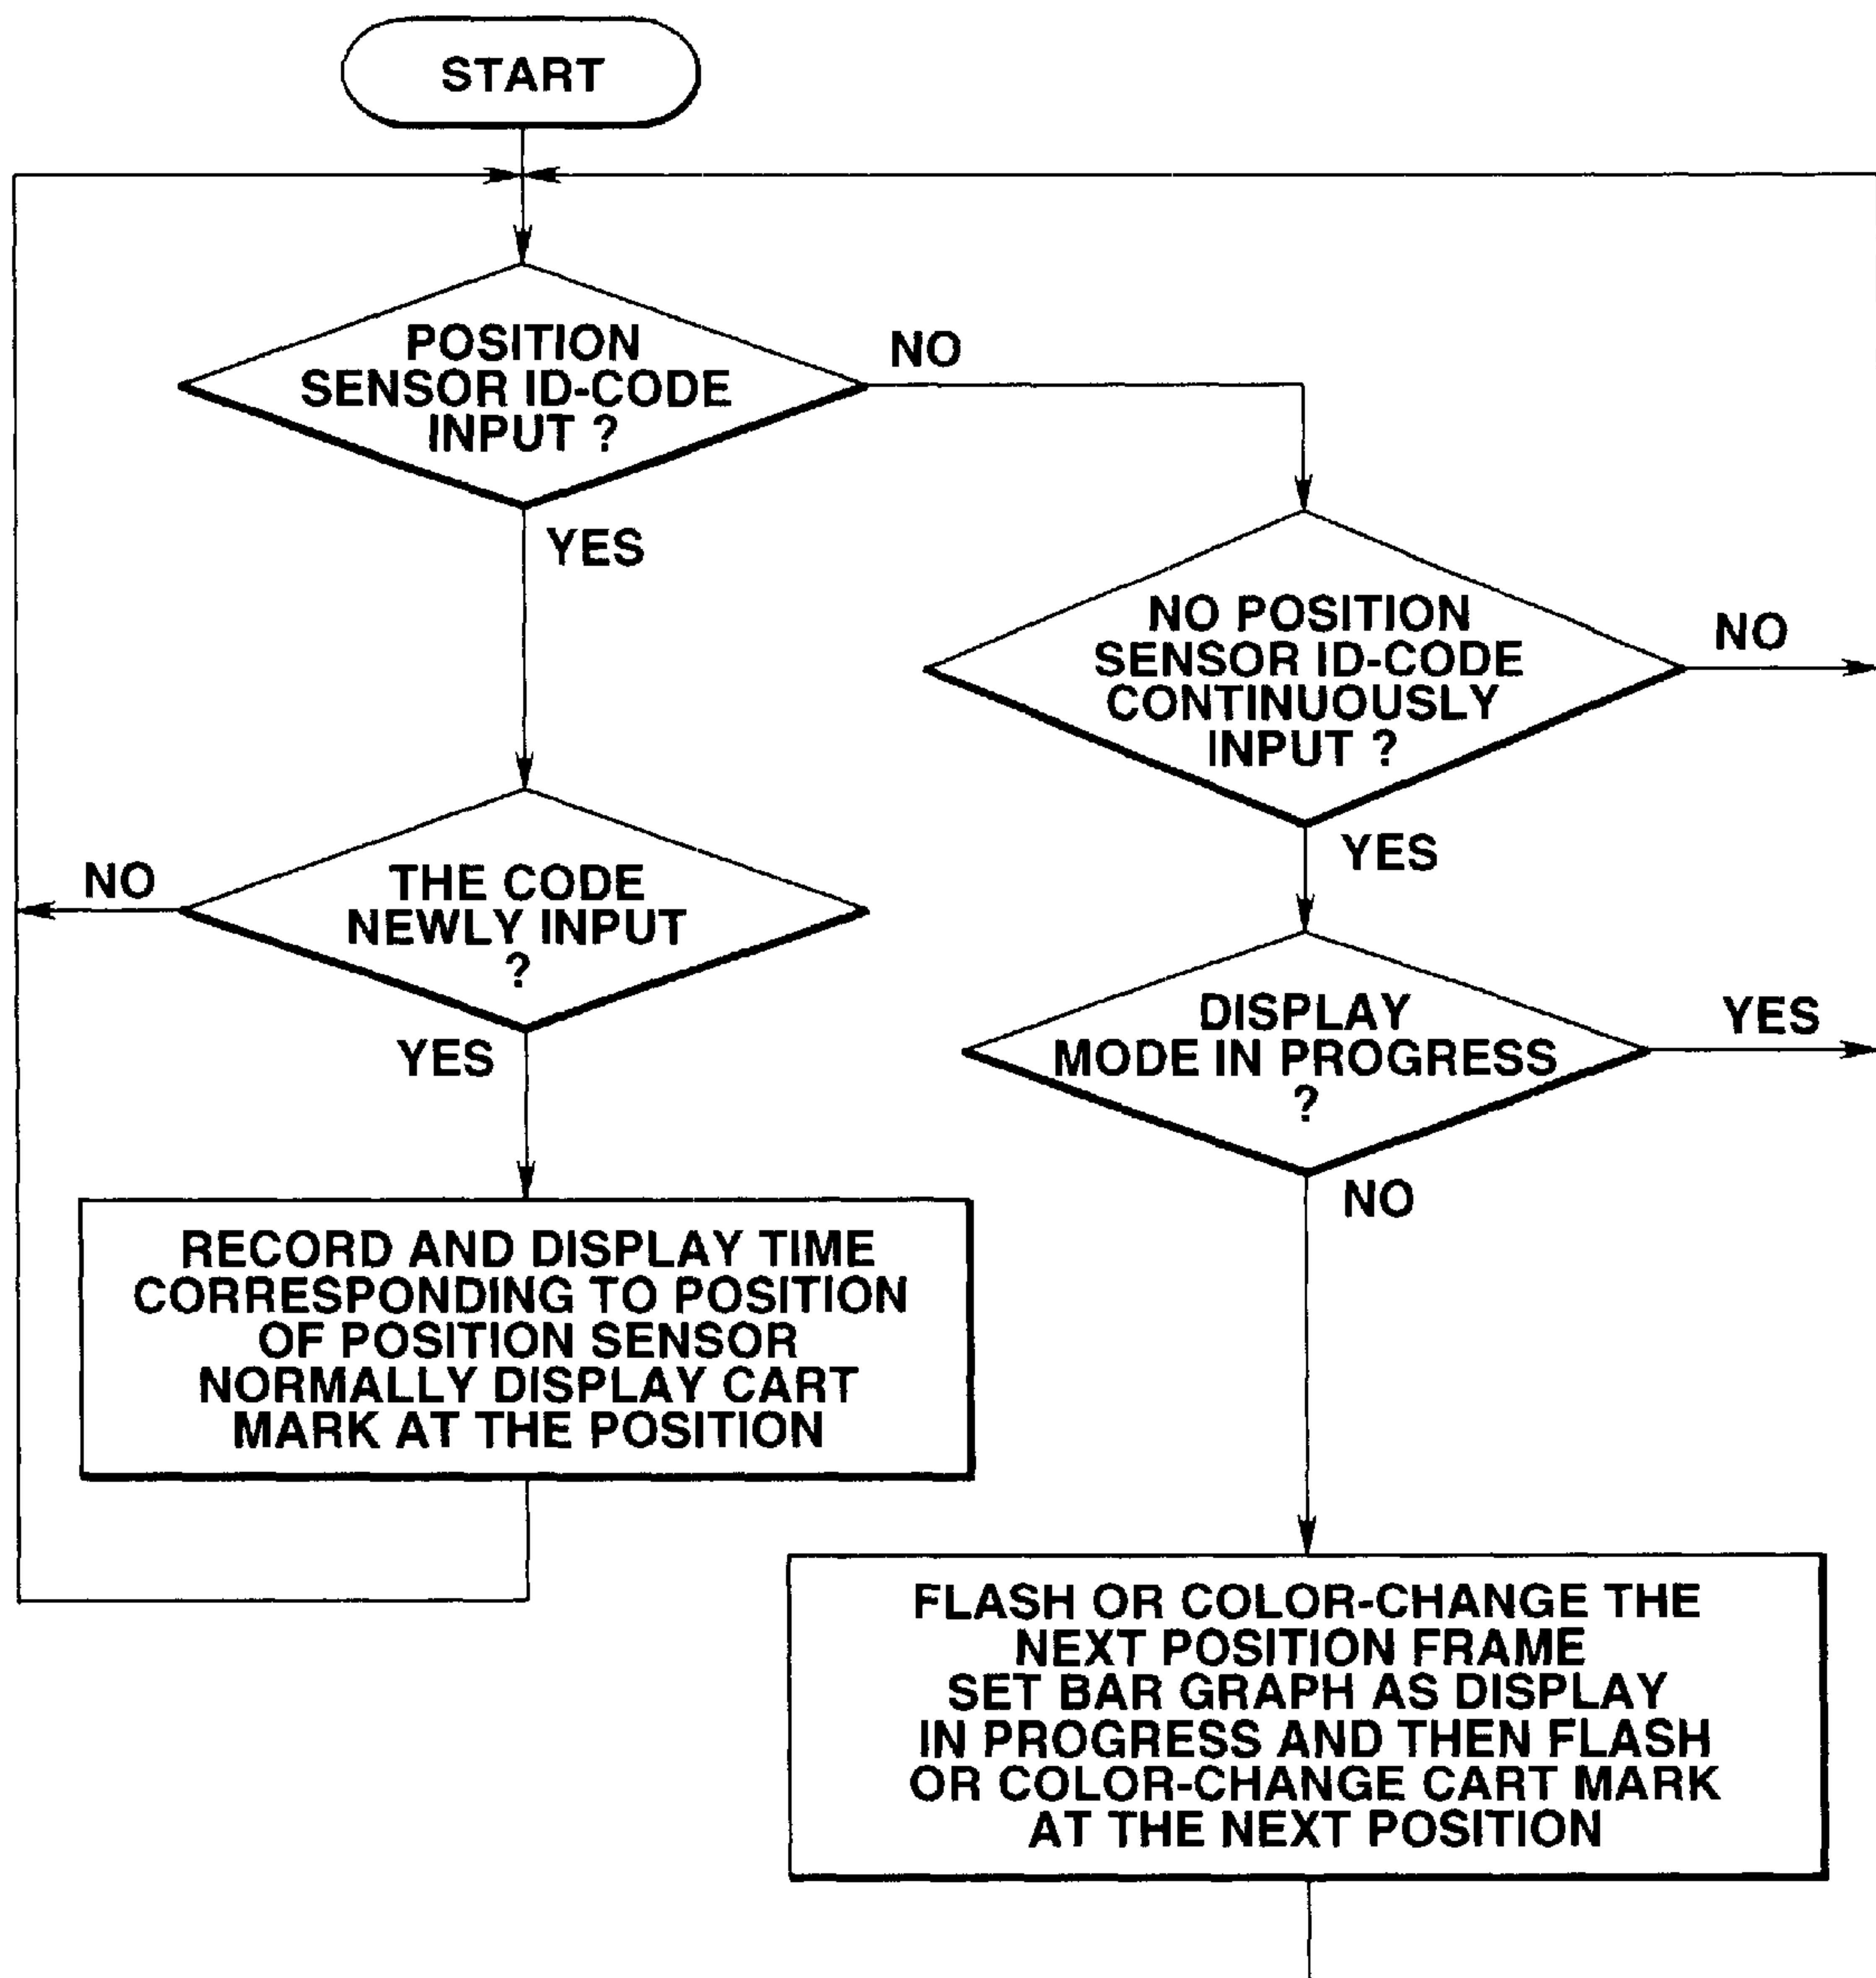 START
POSITION
SENSOR ID-CODE
INPUT ?
NO
YES
NO POSITION
SENSOR ID-CODE
CONTINUOUSLY
INPUT ?
NO
YES
THE CODE
NEWLY INPUT
?
NO
YES
DISPLAY
MODE IN PROGRESS
?
YES
NO
RECORD AND DISPLAY TIME
CORRESPONDING TO POSITION
OF POSITION SENSOR
NORMALLY DISPLAY CART
MARK AT THE POSITION
FLASH OR COLOR-CHANGE THE
NEXT POSITION FRAME
SET BAR GRAPH AS DISPLAY
IN PROGRESS AND THEN FLASH
OR COLOR-CHANGE CART MARK
AT THE NEXT POSITION